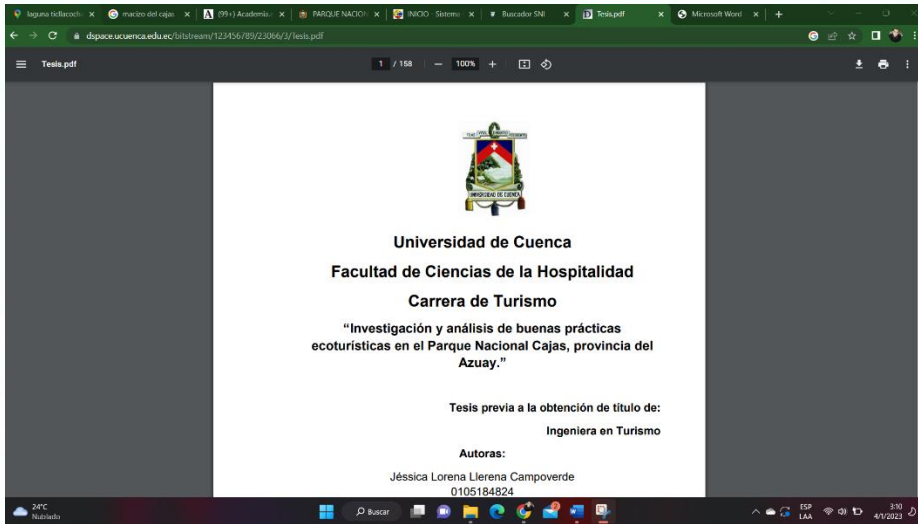 laguna ticllacoch
macizo del cajas
(99+) Academia.
PARQUE NACION
INICIO - Sistema
Buscador SNI
Tesis.pdf
Microsoft Word
dspace.ucuenca.edu.ec/bitstream/123456789/23066/3/Tesis.pdf
Tesis.pdf
1 / 158
100%
UNIVERSIDAD DE CUENCA
Universidad de Cuenca
Facultad de Ciencias de la Hospitalidad
Carrera de Turismo
“Investigación y análisis de buenas prácticas
ecoturísticas en el Parque Nacional Cajas, provincia del
Azuay.”
Tesis previa a la obtención de título de:
Ingeniera en Turismo
Autoras:
Jéssica Lorena Llerena Campoverde
0105184824
24°C
Nublado
Buscar
ESP
LAA
3:10
4/1/2023